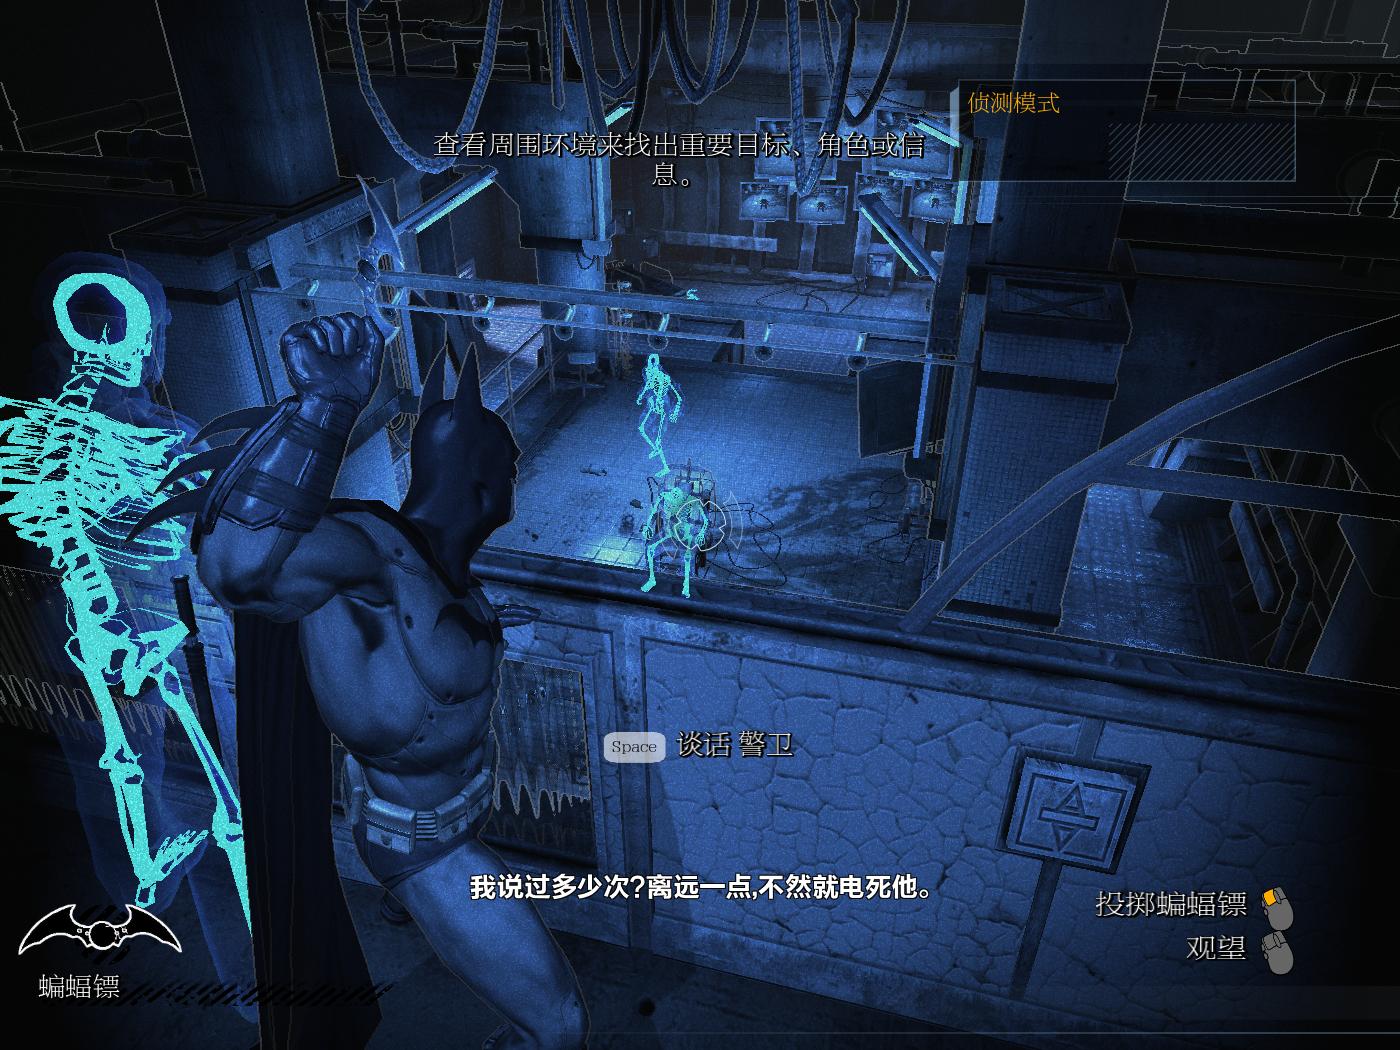 侦测模式
查看周围环境来找出重要目标、角色或信
息。
Space 谈话 警卫
我说过多少次?离远一点,不然就电死他。
投掷蝙蝠镖
观望
蝙蝠镖